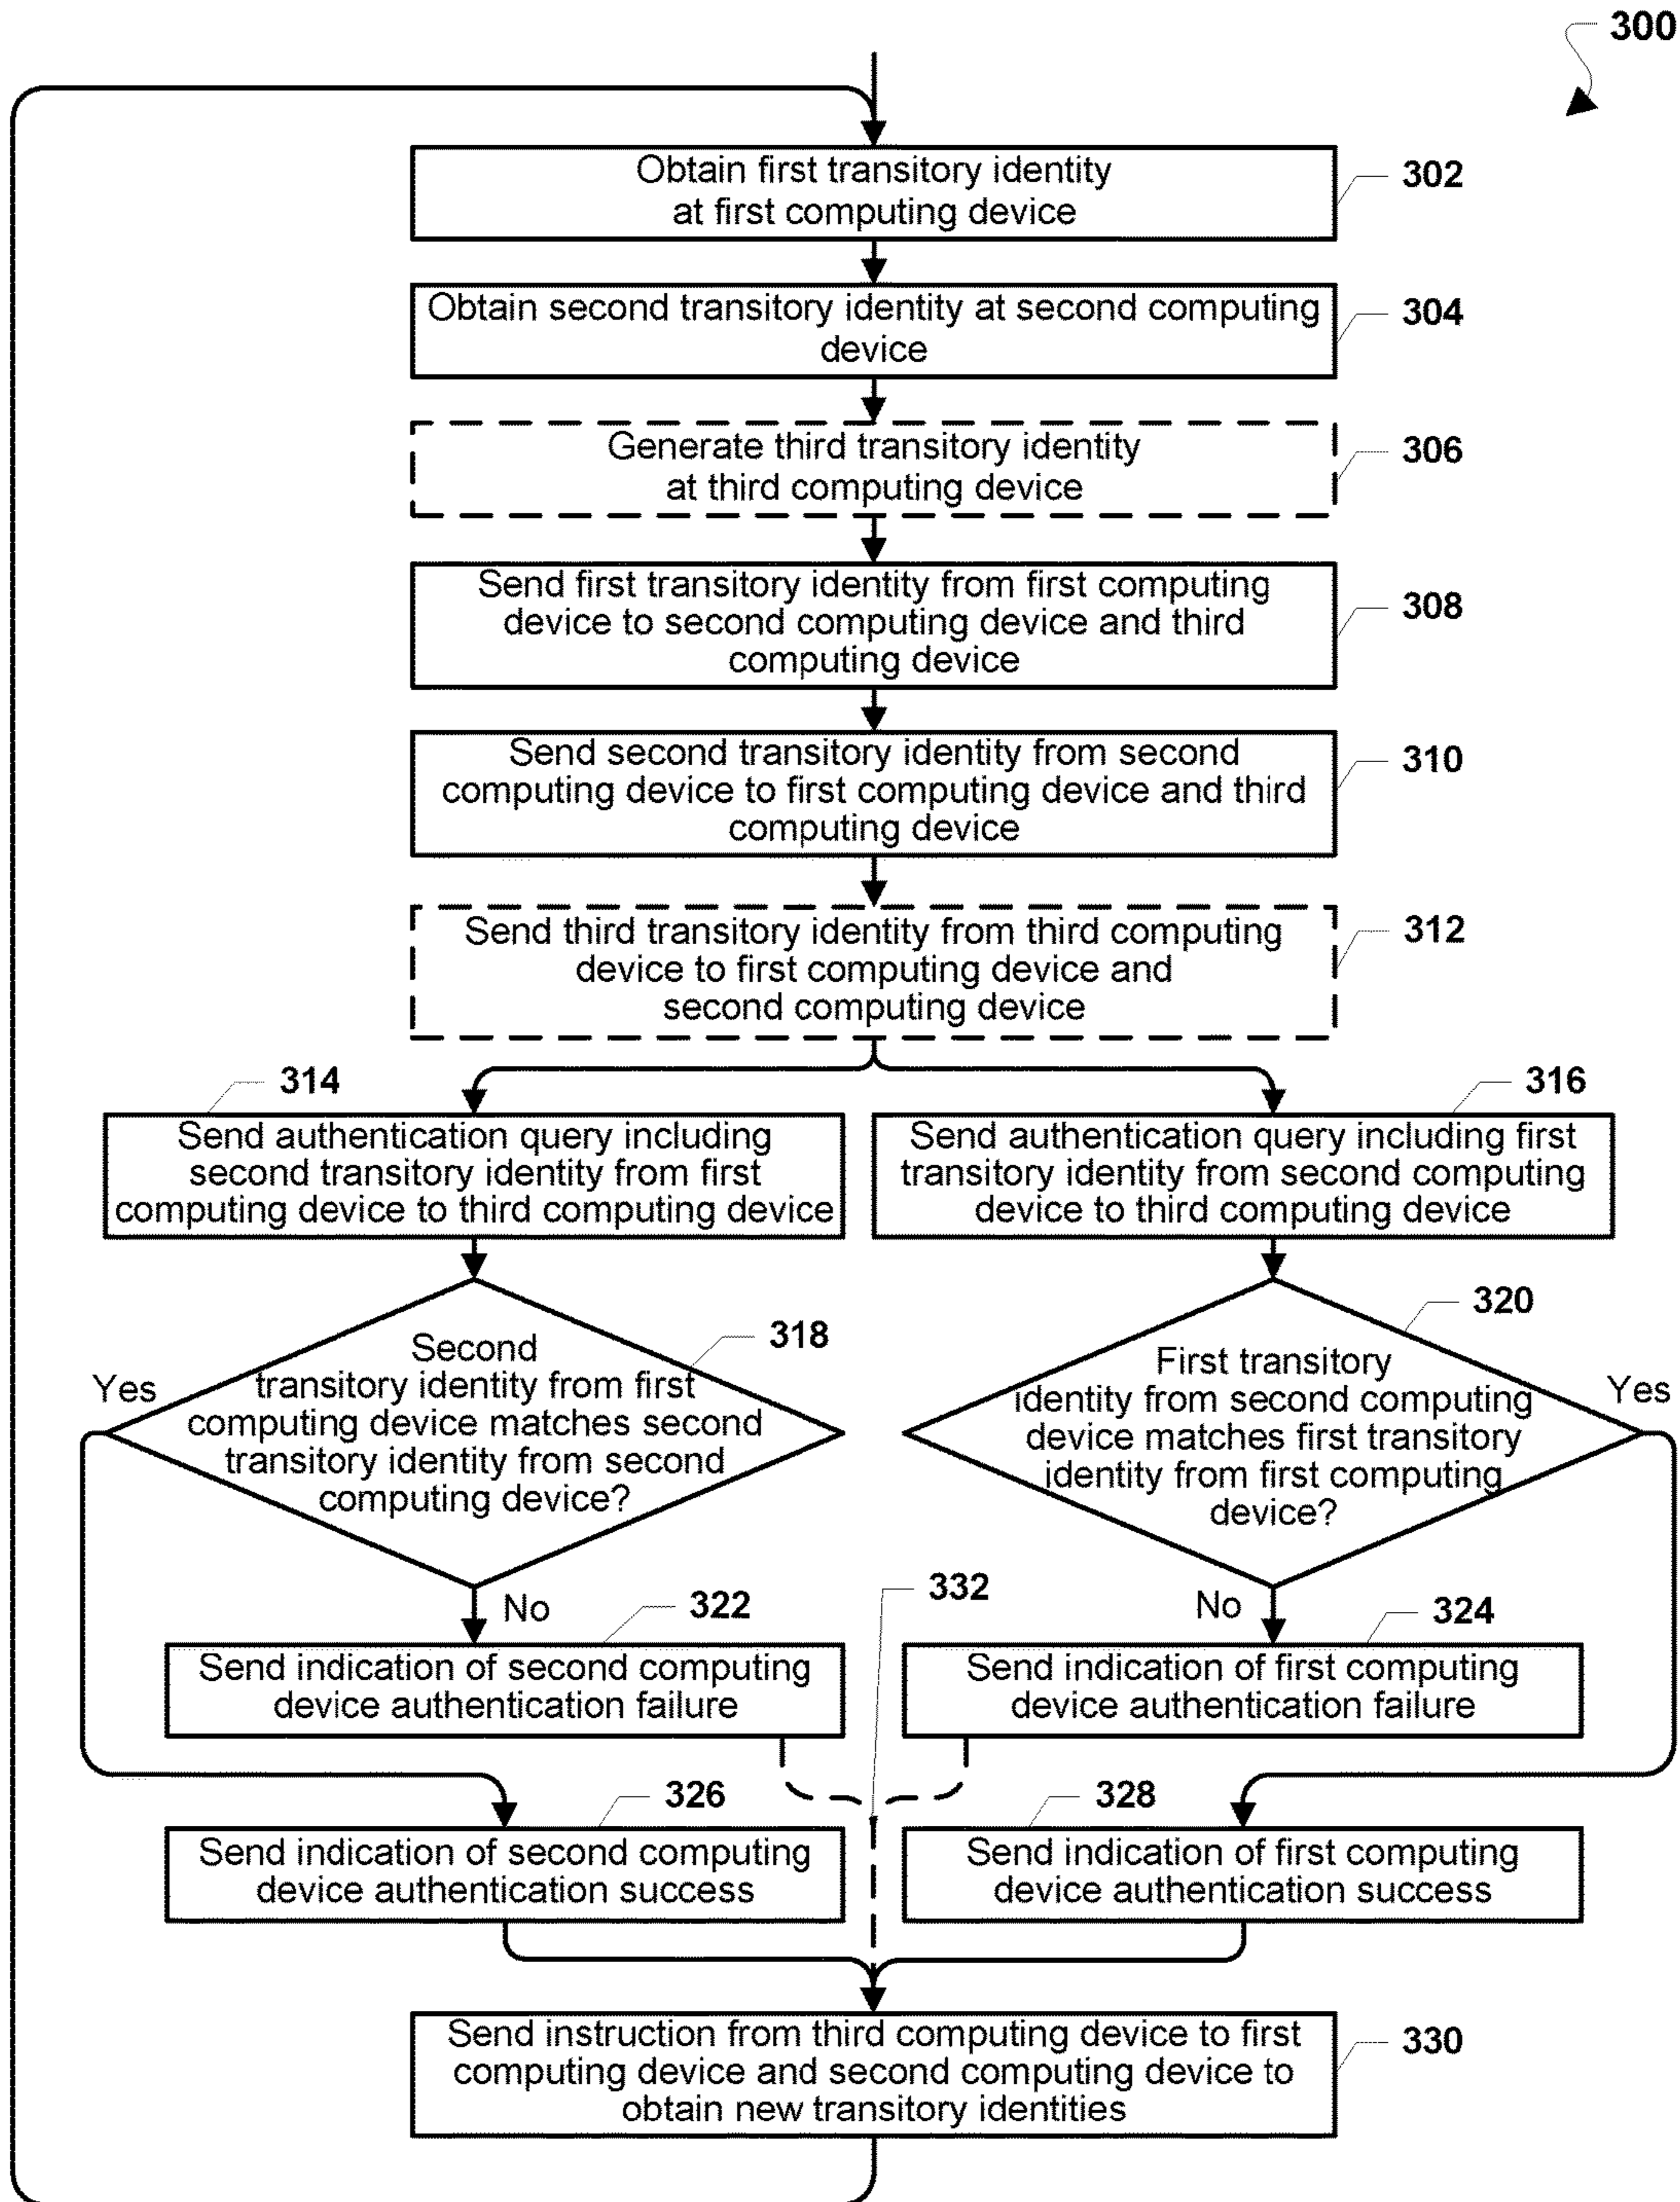 300
Obtain first transitory identity
at first computing device
302
Obtain second transitory identity at second computing
device
304
Generate third transitory identity
at third computing device
306
Send first transitory identity from first computing
device to second computing device and third
computing device
308
Send second transitory identity from second
computing device to first computing device and third
computing device
310
Send third transitory identity from third computing
device to first computing device and
second computing device
312
314
Send authentication query including
second transitory identity from first
computing device to third computing device
316
Send authentication query including first
transitory identity from second computing
device to third computing device
318
Second
transitory identity from first
computing device matches second
transitory identity from second
computing device?
Yes
320
First transitory
identity from second computing
device matches first transitory
identity from first computing
device?
Yes
No
322
Send indication of second computing
device authentication failure
332
No
324
Send indication of first computing
device authentication failure
326
Send indication of second computing
device authentication success
328
Send indication of first computing
device authentication success
Send instruction from third computing device to first
computing device and second computing device to
obtain new transitory identities
330